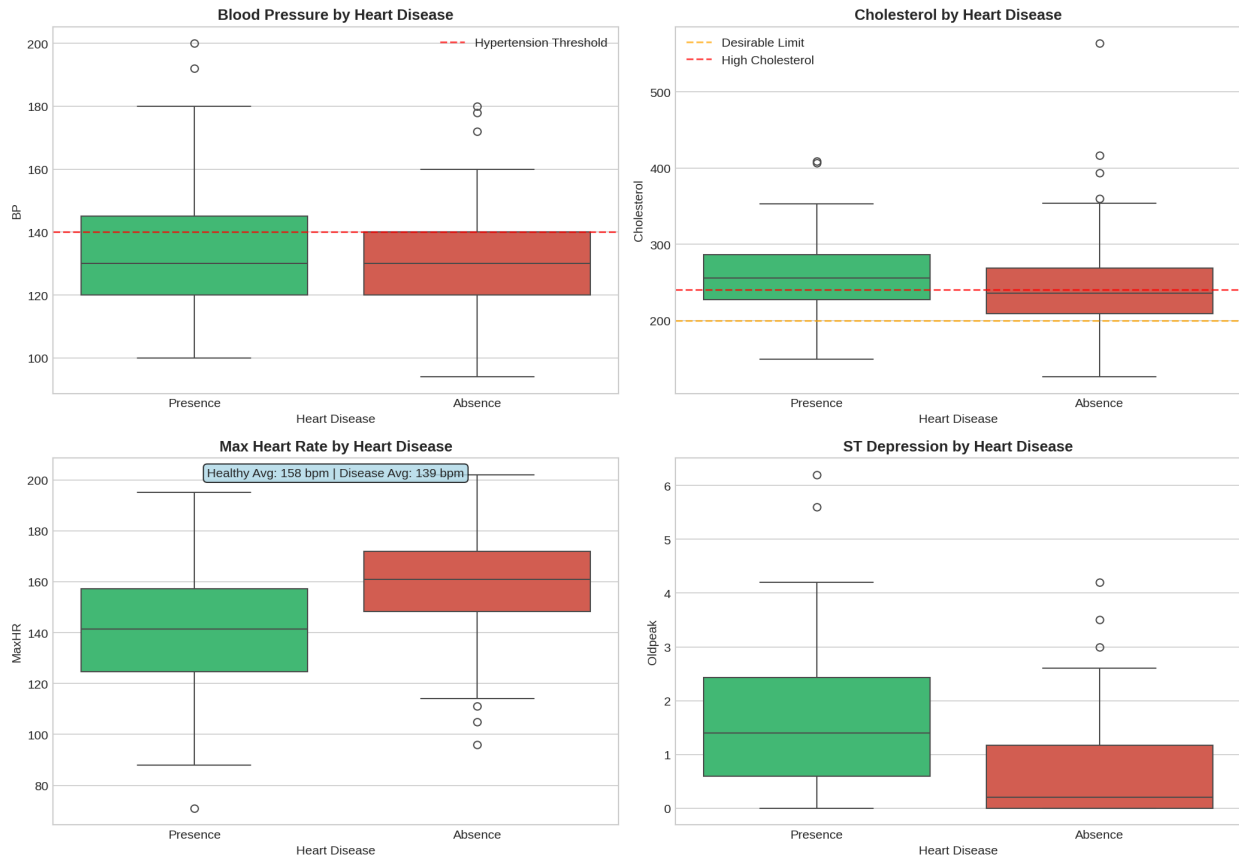 Blood Pressure by Heart Disease
200
180
160
140
120
100
BP
Hypertension Threshold
Presence
Absence
Heart Disease
Cholesterol by Heart Disease
500
400
300
200
Cholesterol
Desirable Limit
High Cholesterol
Presence
Absence
Heart Disease
Max Heart Rate by Heart Disease
Healthy Avg: 158 bpm | Disease Avg: 139 bpm
200
180
160
140
120
100
80
MaxHR
Presence
Absence
Heart Disease
ST Depression by Heart Disease
6
5
4
3
2
1
0
Oldpeak
Presence
Absence
Heart Disease